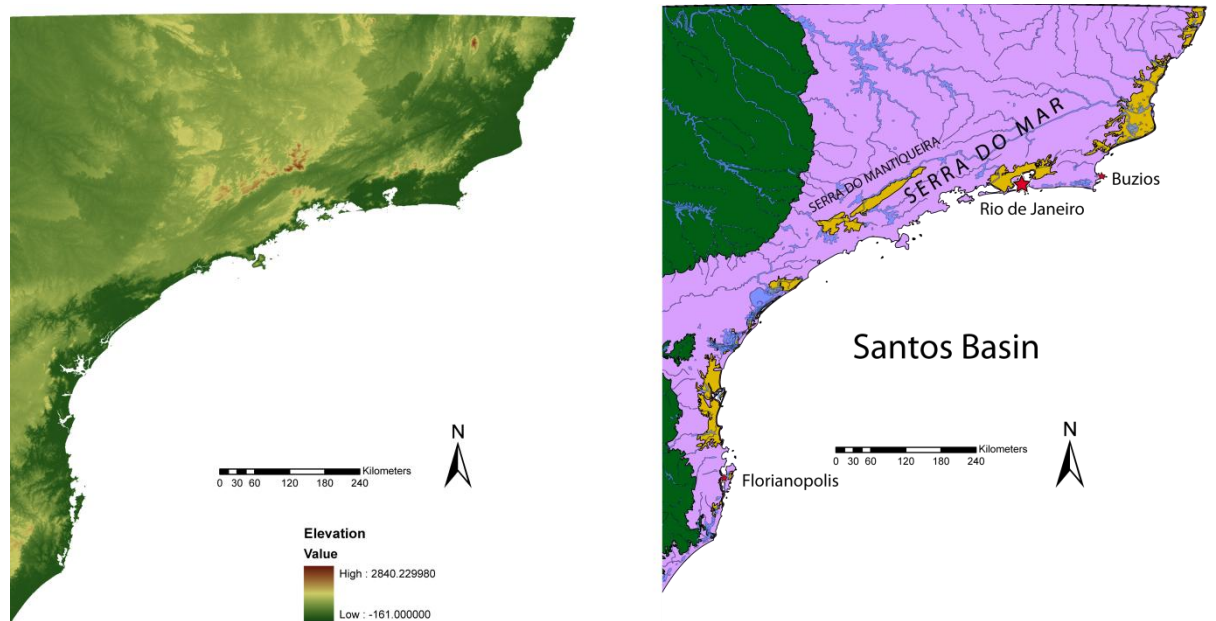 N
Kilometers
0 30 60 120 180 240
Elevation
Value
High : 2840.229980
Low : -161.000000
SERRA DO MANTIQUEIRA
SERRA DO MAR
Buzios
Rio de Janeiro
Santos Basin
N
Kilometers
0 30 60 120 180 240
Florianopolis